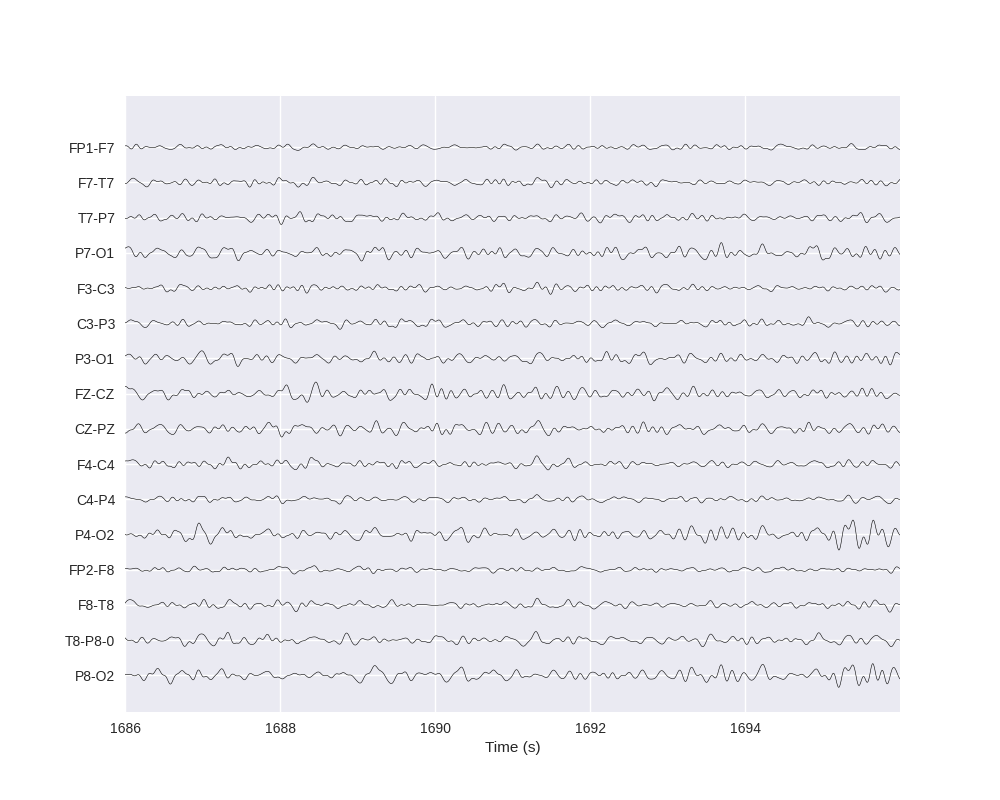 FP1-F7
F7-T7
T7-P7
P7-O1
F3-C3
C3-P3
P3-O1
FZ-CZ
CZ-PZ
F4-C4
C4-P4
P4-O2
FP2-F8
F8-T8
T8-P8-0
P8-O2
1686 1688 1690 1692 1694
Time (s)